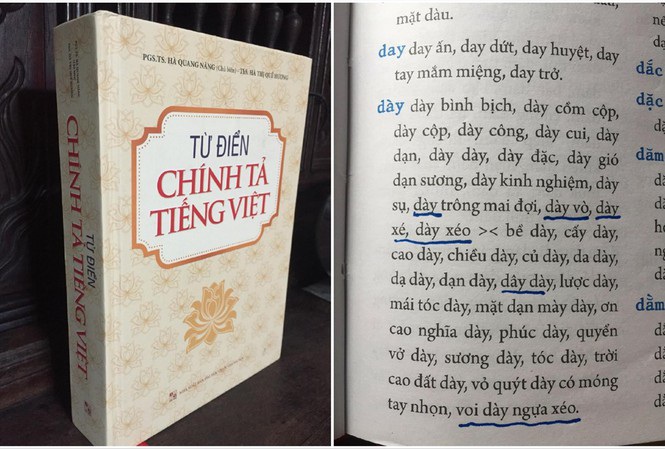 PGS.TS. HÀ QUANG NĂNG (Chủ biên) - THS. HÀ THỊ QUẾ HƯƠNG
TỪ ĐIỂN
CHÍNH TẢ
TIẾNG VIỆT
TỪ ĐIỂN
CHÍNH TẢ TIẾNG VIỆT
mặt dàu.
day day ấn, day dứt, day huyệt, day
tay mắm miệng, day trở.
dày dày bình bịch, dày cồm cộp,
dày cộp, dày công, dày cui, dày
dạn, dày dày, dày đặc, dày gió
dạn sương, dày kinh nghiệm, dày
sụ, dày trông mai đợi, dày vò, dày
xé, dày xéo >< bề dày, cấy dày,
cao dày, chiều dày, củ dày, da dày,
dạ dày, dạn dày, dây dày, lược dày,
mái tóc dày, mặt dạn mày dày, ơn
cao nghĩa dày, phúc dày, quyển
vở dày, sương dày, tóc dày, trời
cao đất dày, vỏ quýt dày có móng
tay nhọn, voi dày ngựa xéo.
dắc
dặc
dăm
dằm